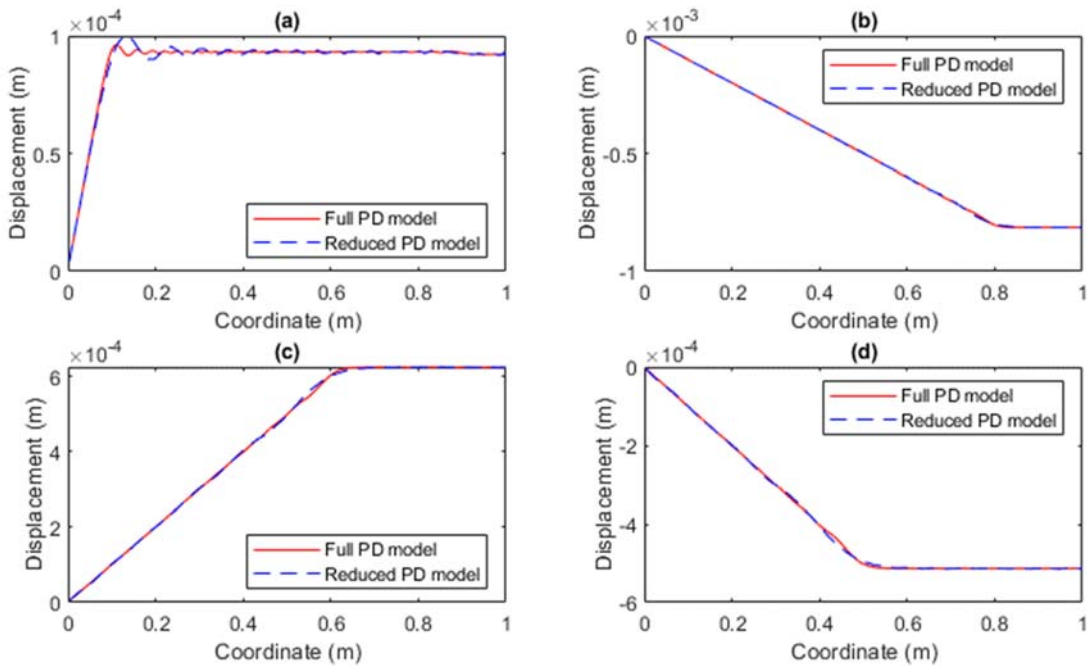 (a)
×10⁻⁴
1
0.5
0
Displacement (m)
Full PD model
Reduced PD model
0 0.2 0.4 0.6 0.8 1
Coordinate (m)
(b)
×10⁻³
0
-0.5
-1
Displacement (m)
Full PD model
Reduced PD model
0 0.2 0.4 0.6 0.8 1
Coordinate (m)
(c)
×10⁻⁴
6
4
2
0
Displacement (m)
Full PD model
Reduced PD model
0 0.2 0.4 0.6 0.8 1
Coordinate (m)
(d)
×10⁻⁴
0
-2
-4
-6
Displacement (m)
Full PD model
Reduced PD model
0 0.2 0.4 0.6 0.8 1
Coordinate (m)